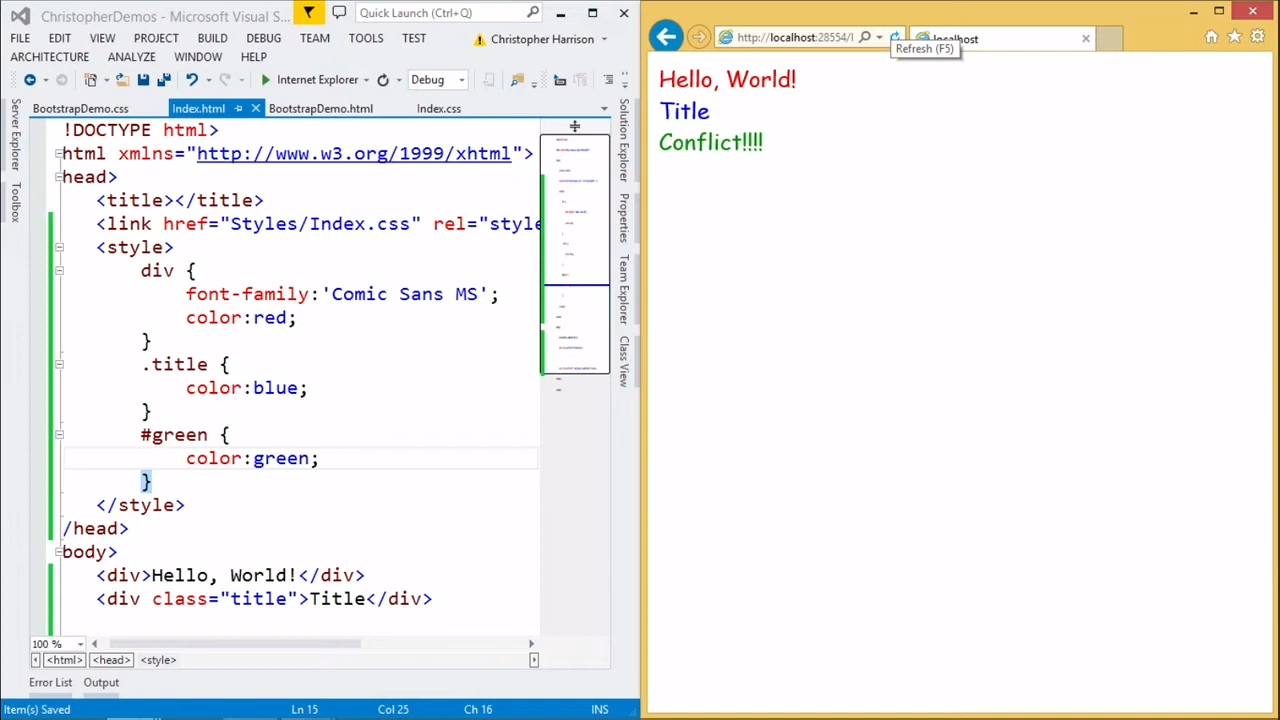 ChristopherDemos - Microsoft Visual S...
Quick Launch (Ctrl+Q)
FILE EDIT VIEW PROJECT BUILD DEBUG TEAM TOOLS TEST
Christopher Harrison
ARCHITECTURE ANALYZE WINDOW HELP
Internet Explorer
Debug
Server Explorer
Toolbox
BootstrapDemo.css Index.html BootstrapDemo.html Index.css
!DOCTYPE html>
html xmlns="http://www.w3.org/1999/xhtml">
head>
<title></title>
<link href="Styles/Index.css" rel="style
<style>
div {
font-family:'Comic Sans MS';
color:red;
}
.title {
color:blue;
}
#green {
color:green;
}
</style>
/head>
body>
<div>Hello, World!</div>
<div class="title">Title</div>
100 %
<html> <head> <style>
Error List Output
Item(s) Saved Ln 15 Col 25 Ch 16 INS
Solution Explorer
Properties
Team Explorer
Class View
http://localhost:28554/I
localhost
Refresh (F5)
Hello, World!
Title
Conflict!!!!